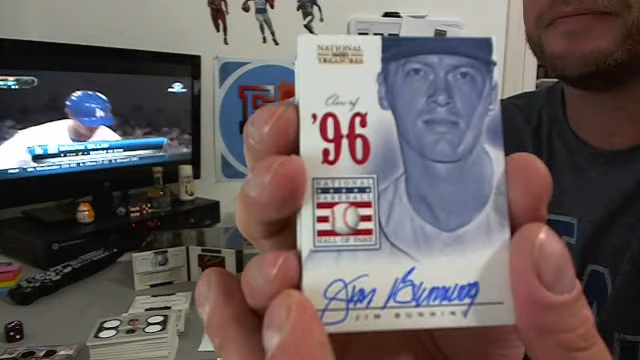 NATIONAL
TREASURES
Class of
'96
NATIONAL
BASEBALL
HALL OF FAME
Jim Bunning
JIM BUNNING